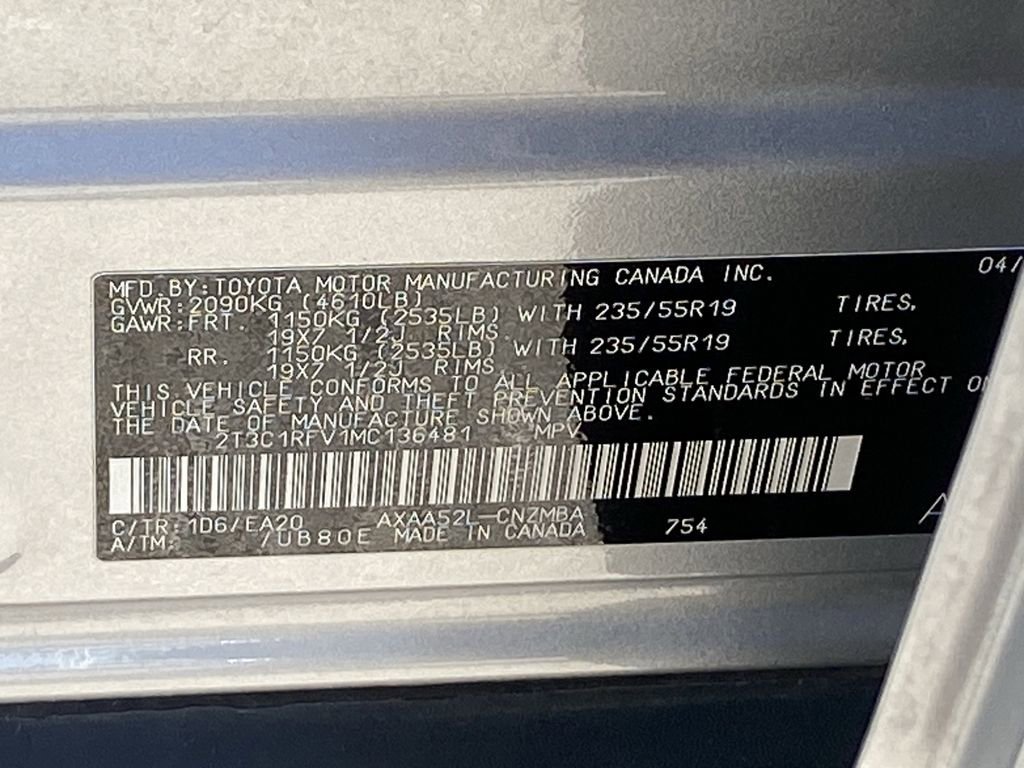 04/
MFD.BY:TOYOTA MOTOR MANUFACTURING CANADA INC.
GVWR:2090KG (4610LB)
GAWR:FRT. 1150KG (2535LB) WITH 235/55R19 TIRES,
19X7 1/2J RIMS.
RR. 1150KG (2535LB) WITH 235/55R19 TIRES,
19X7 1/2J RIMS.
THIS VEHICLE CONFORMS TO ALL APPLICABLE FEDERAL MOTOR
VEHICLE SAFETY AND THEFT PREVENTION STANDARDS IN EFFECT ON
THE DATE OF MANUFACTURE SHOWN ABOVE.
2T3C1RFV1MC136481 MPV
C/TR:1D6/EA20 AXAA52L-CNZMBA 754
A/TM: /UB80E MADE IN CANADA